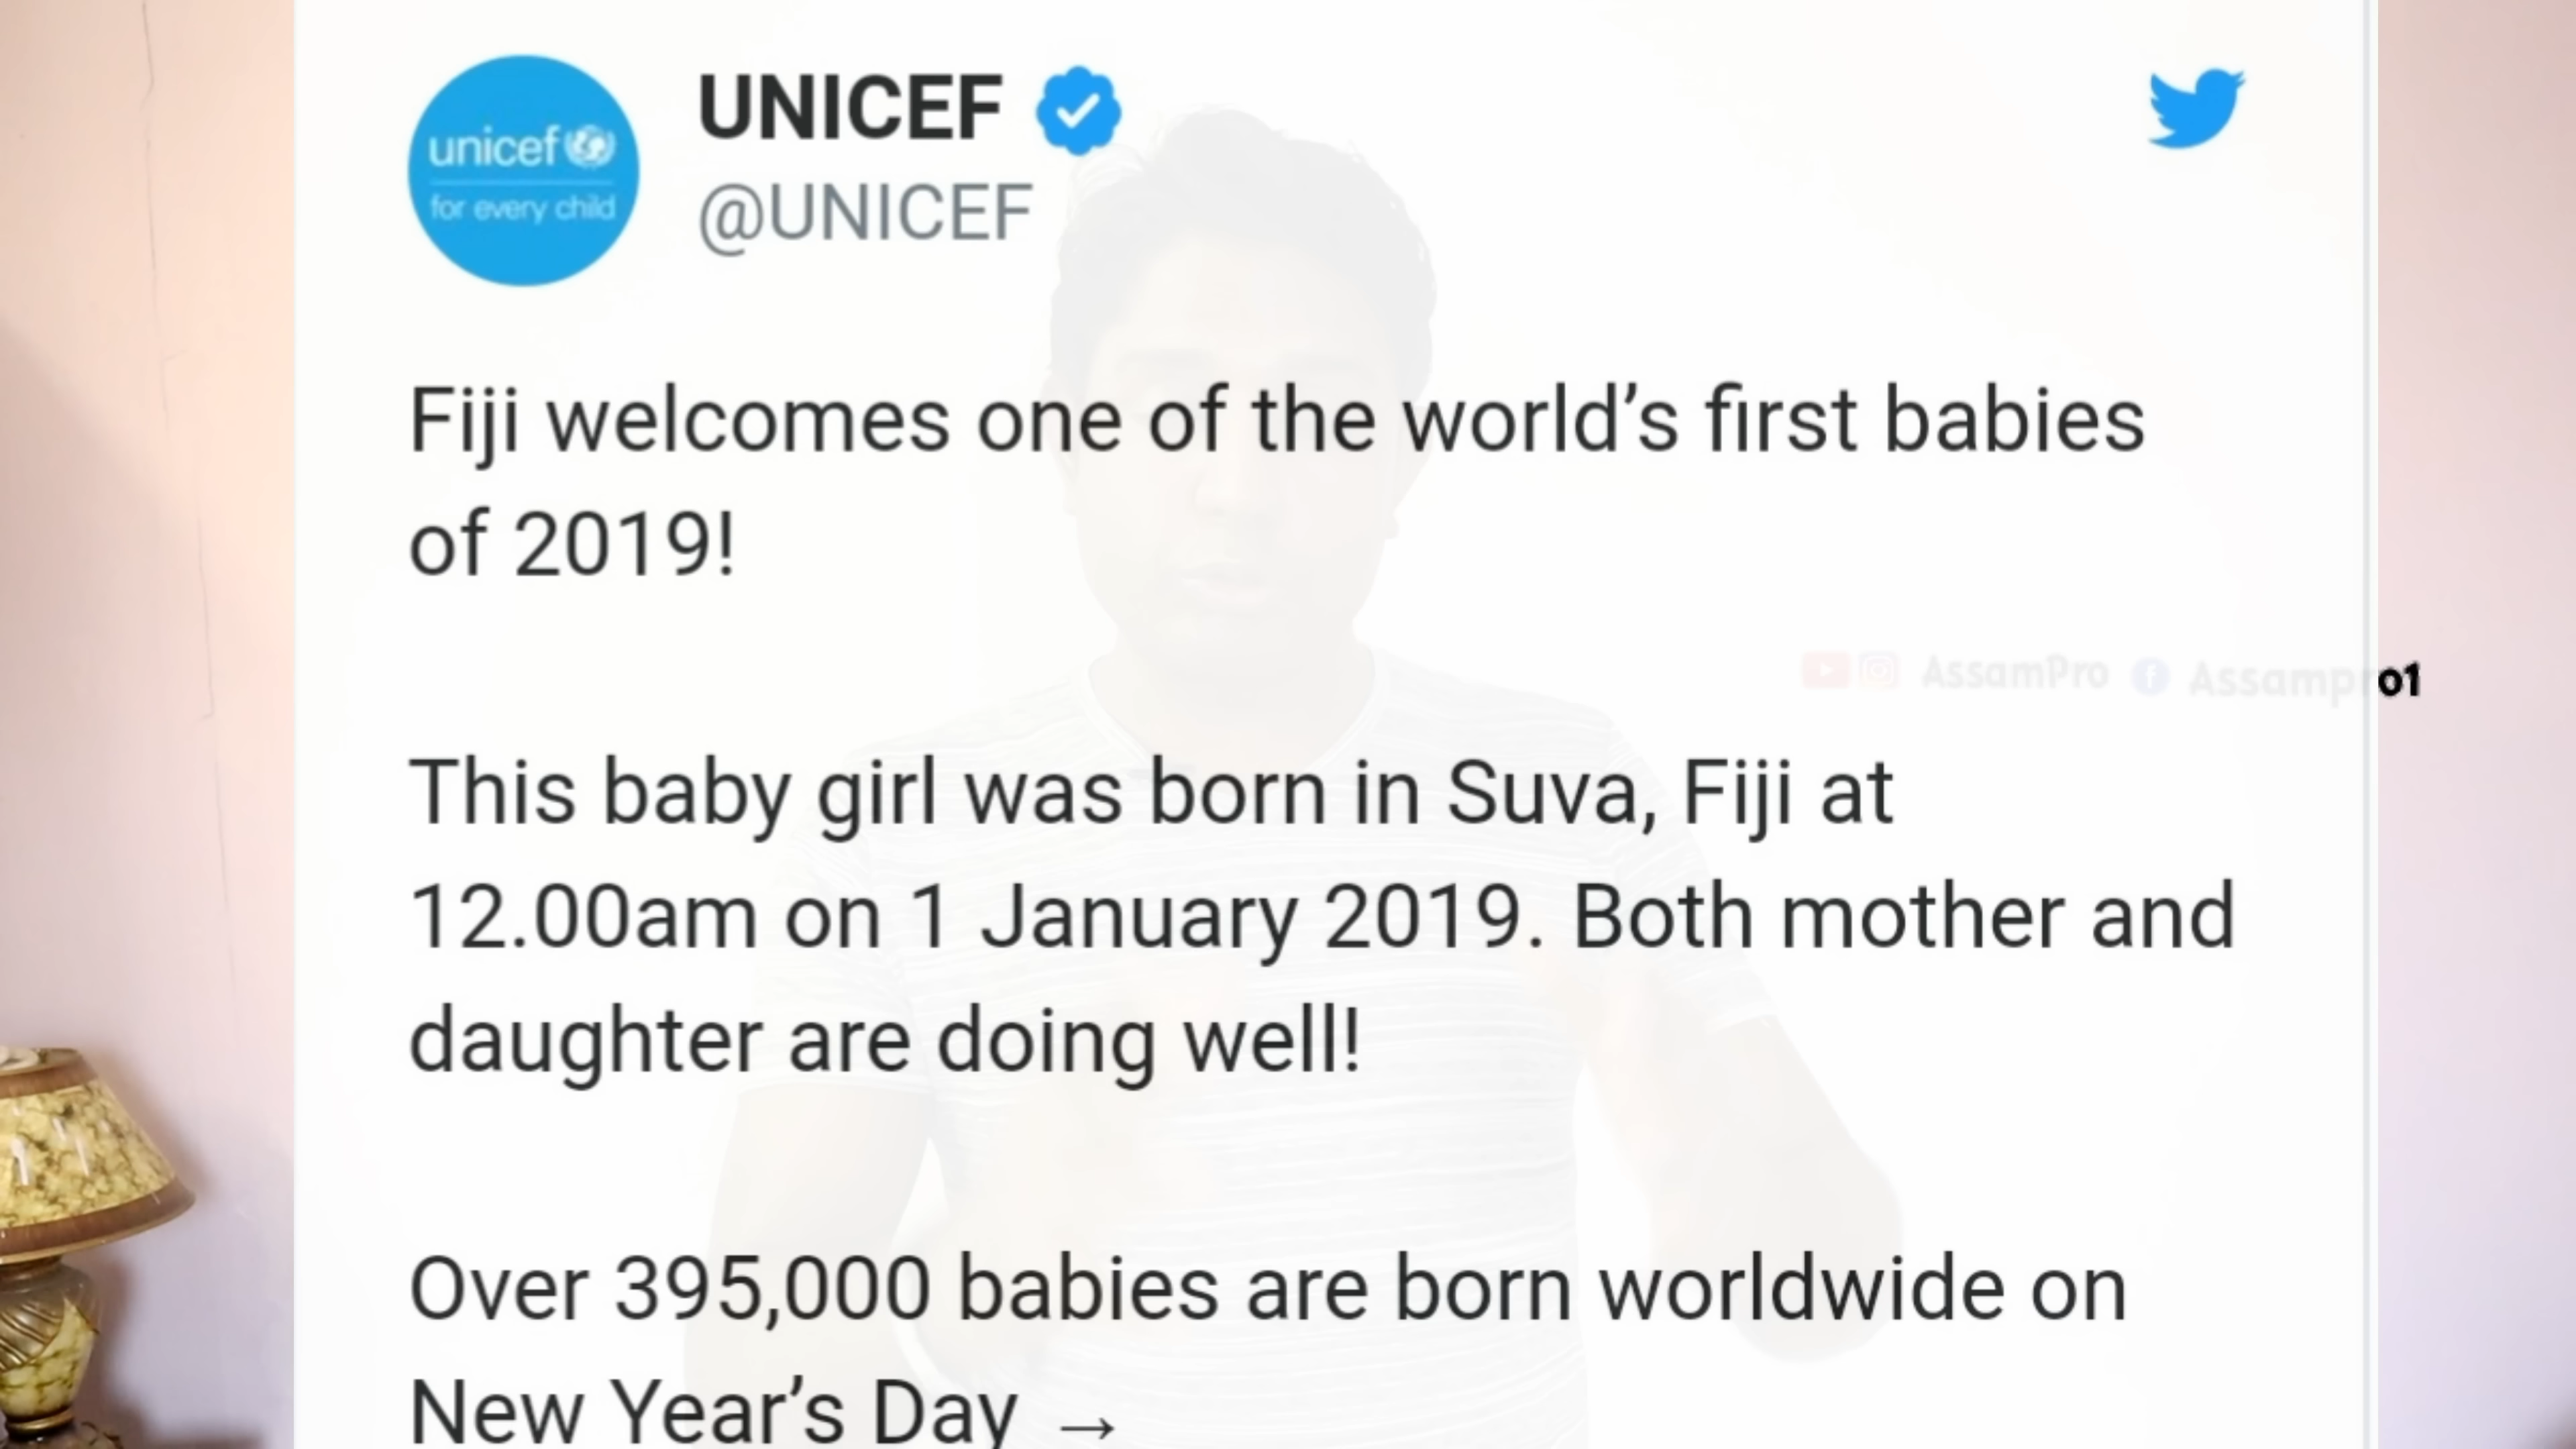 UNICEF
@UNICEF
unicef
for every child
Fiji welcomes one of the world’s first babies
of 2019!
AssamPro Assampro1
This baby girl was born in Suva, Fiji at
12.00am on 1 January 2019. Both mother and
daughter are doing well!
Over 395,000 babies are born worldwide on
New Year’s Day →